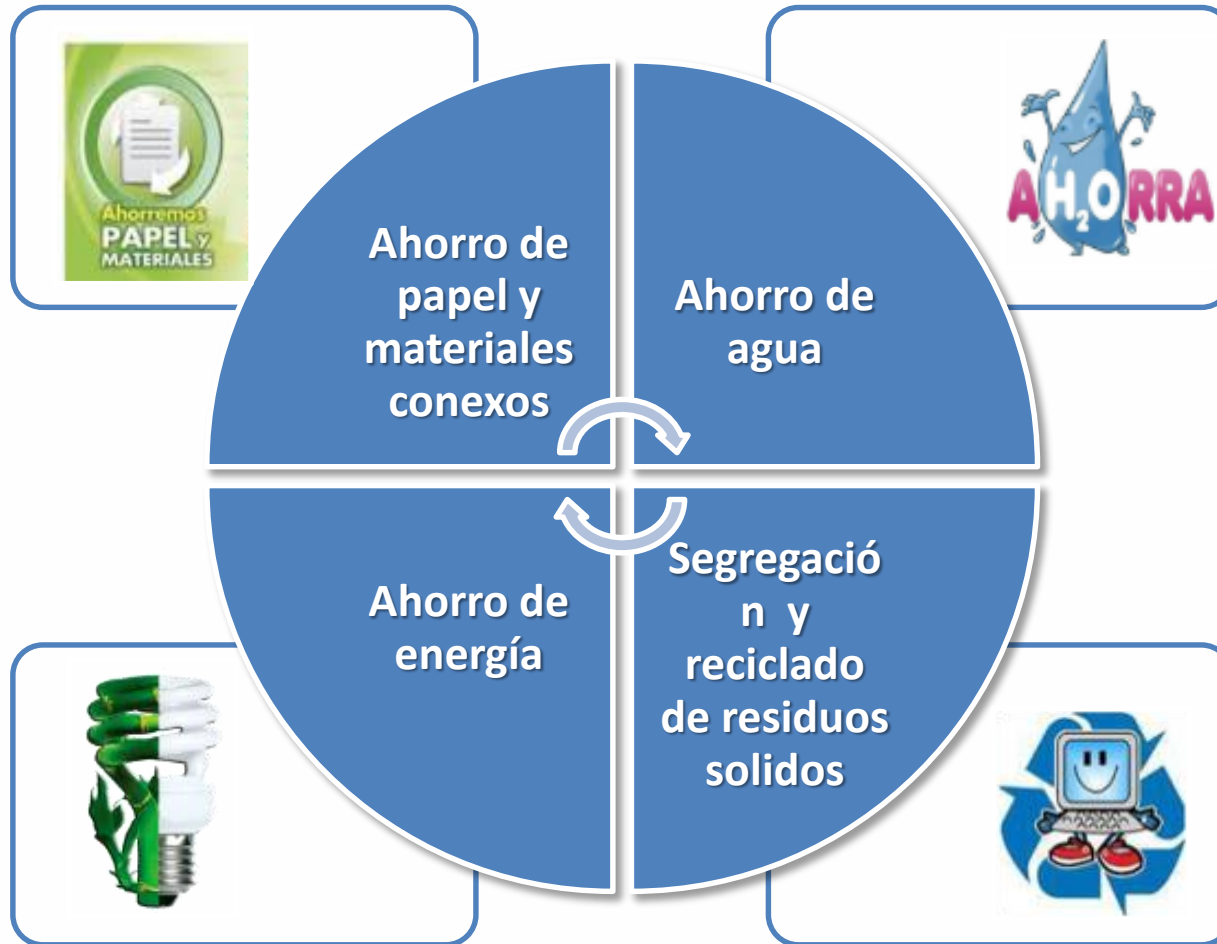 Ahorremos
PAPEL y
MATERIALES
Ahorro de
papel y
materiales
conexos
AH2ORRA
Ahorro de
agua
Ahorro de
energía
Segregació
n y
reciclado
de residuos
solidos